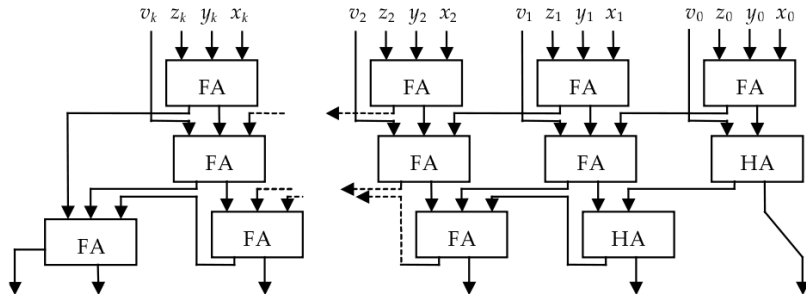 vₖ zₖ yₖ xₖ v₂ z₂ y₂ x₂ v₁ z₁ y₁ x₁ v₀ z₀ y₀ x₀
FA FA FA FA
FA FA FA HA
FA FA FA HA